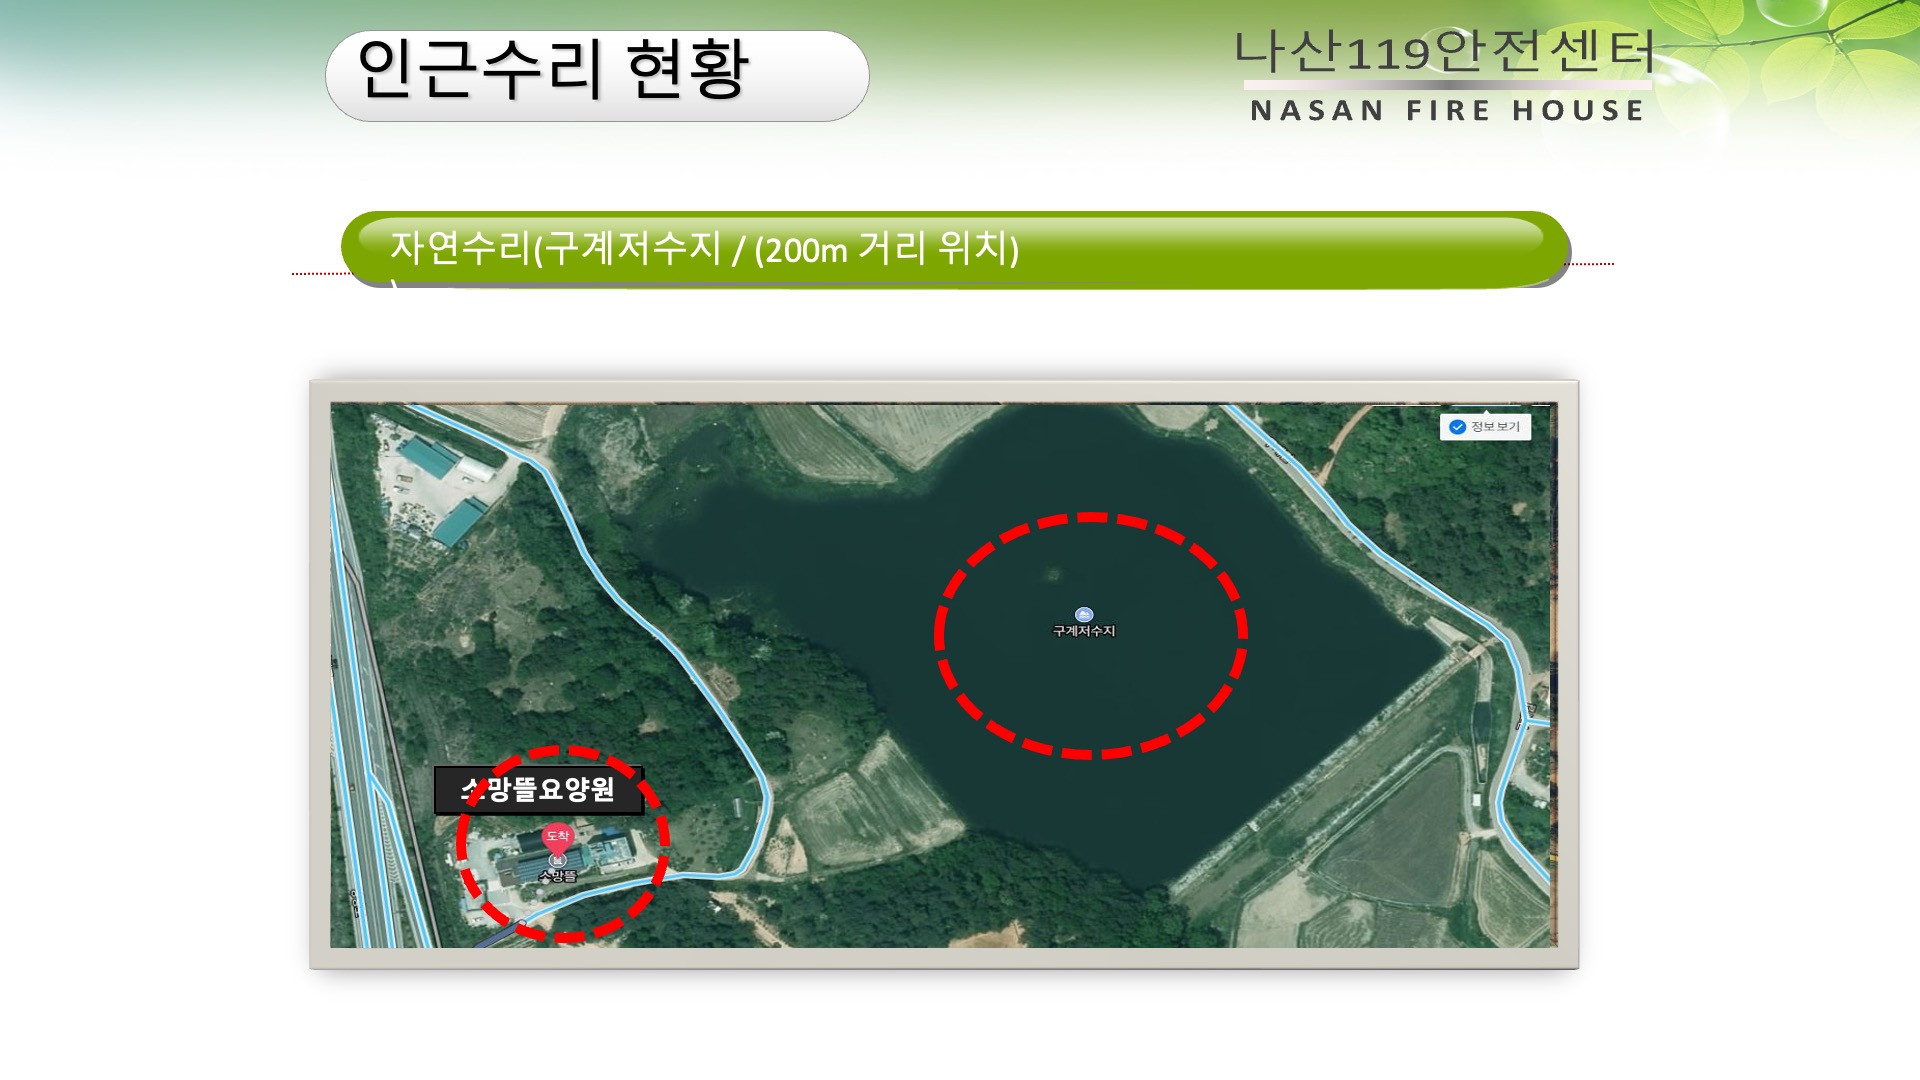 인근수리 현황
나산119안전센터
NASAN FIRE HOUSE
자연수리(구계저수지 / (200m 거리 위치)
)
정보보기
구계저수지
소망뜰요양원
도착
소망뜰